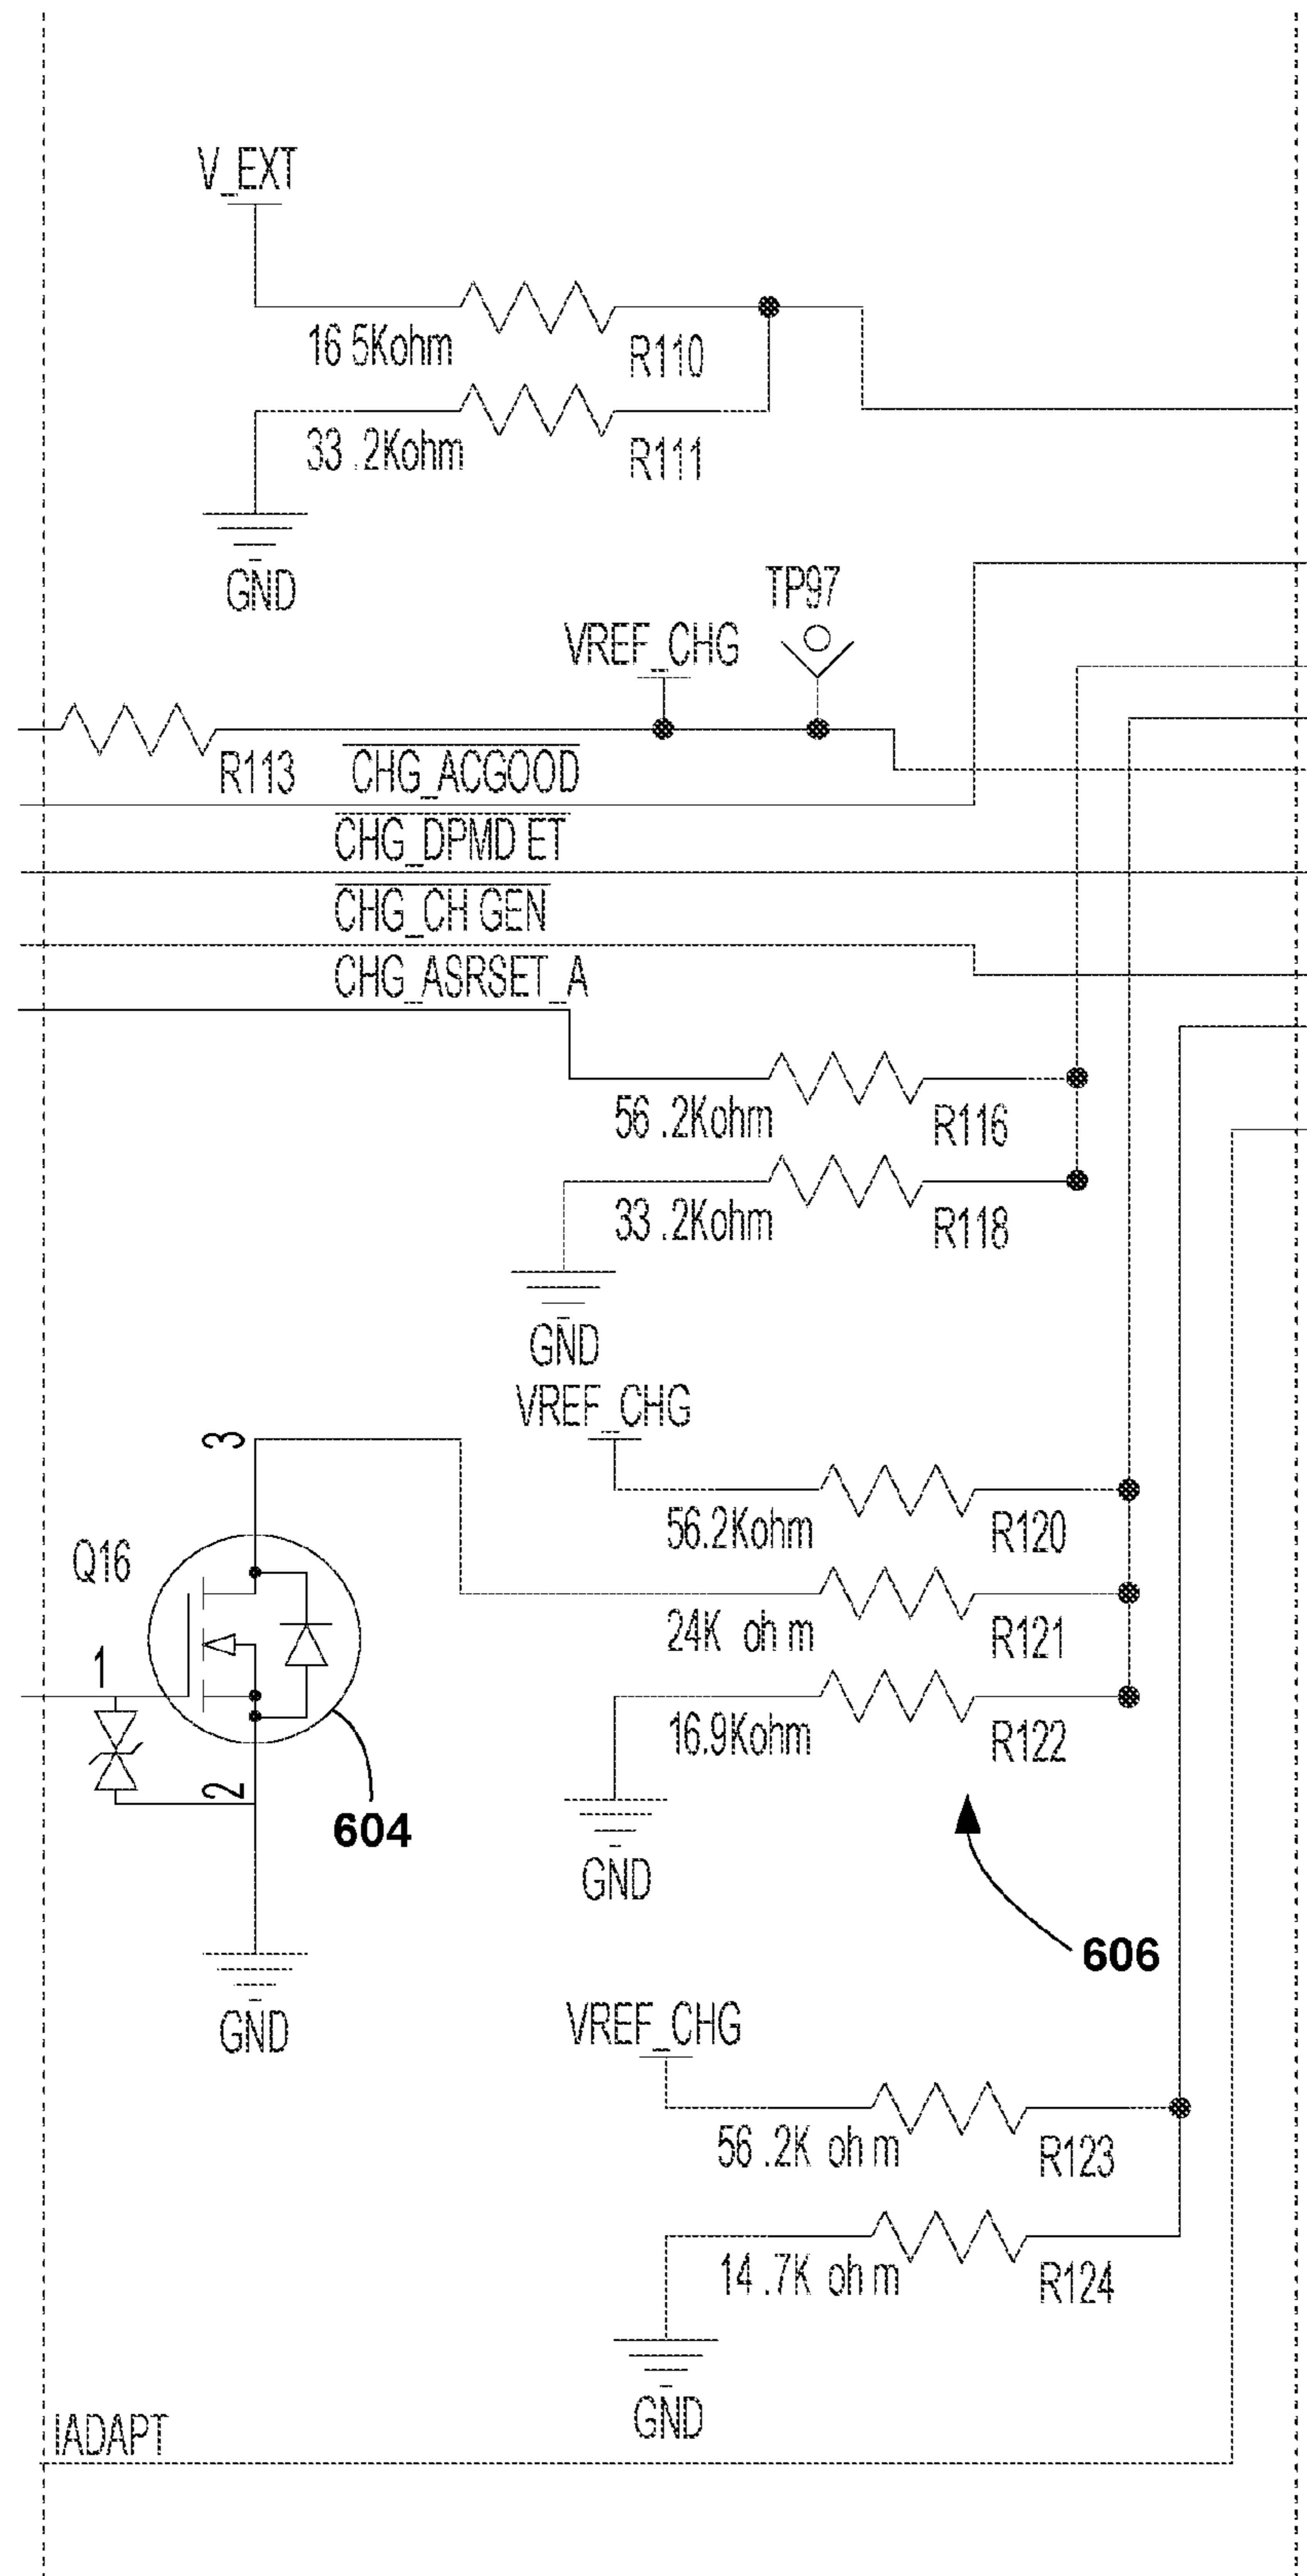 V_EXT
16 5Kohm
R110
33 .2Kohm
R111
GND
TP97
VREF_CHG
R113
CHG_ACGOOD
CHG_DPMD ET
CHG_CH GEN
CHG_ASRSET_A
56 .2Kohm
R116
33 .2Kohm
R118
GND
VREF_CHG
3
56.2Kohm
R120
Q16
24K oh m
R121
1
16.9Kohm
R122
2
604
GND
606
GND
VREF_CHG
56 .2K oh m
R123
14 .7K oh m
R124
GND
IADAPT